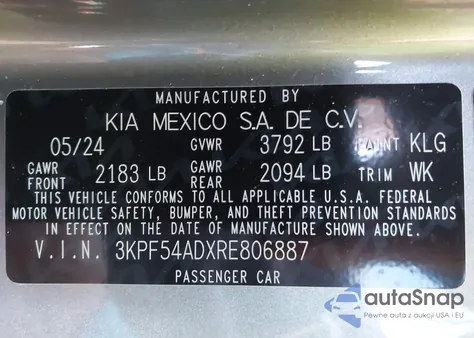 MANUFACTURED BY
KIA MEXICO S.A. DE C.V.
05/24 GVWR 3792 LB PAINT KLG
GAWR FRONT 2183 LB GAWR REAR 2094 LB TRIM WK
THIS VEHICLE CONFORMS TO ALL APPLICABLE U.S.A. FEDERAL
MOTOR VEHICLE SAFETY, BUMPER, AND THEFT PREVENTION STANDARDS
IN EFFECT ON THE DATE OF MANUFACTURE SHOWN ABOVE.
V.I.N. 3KPF54ADXRE806887
PASSENGER CAR
autoSnap
Pewne auta z aukcji USA i EU